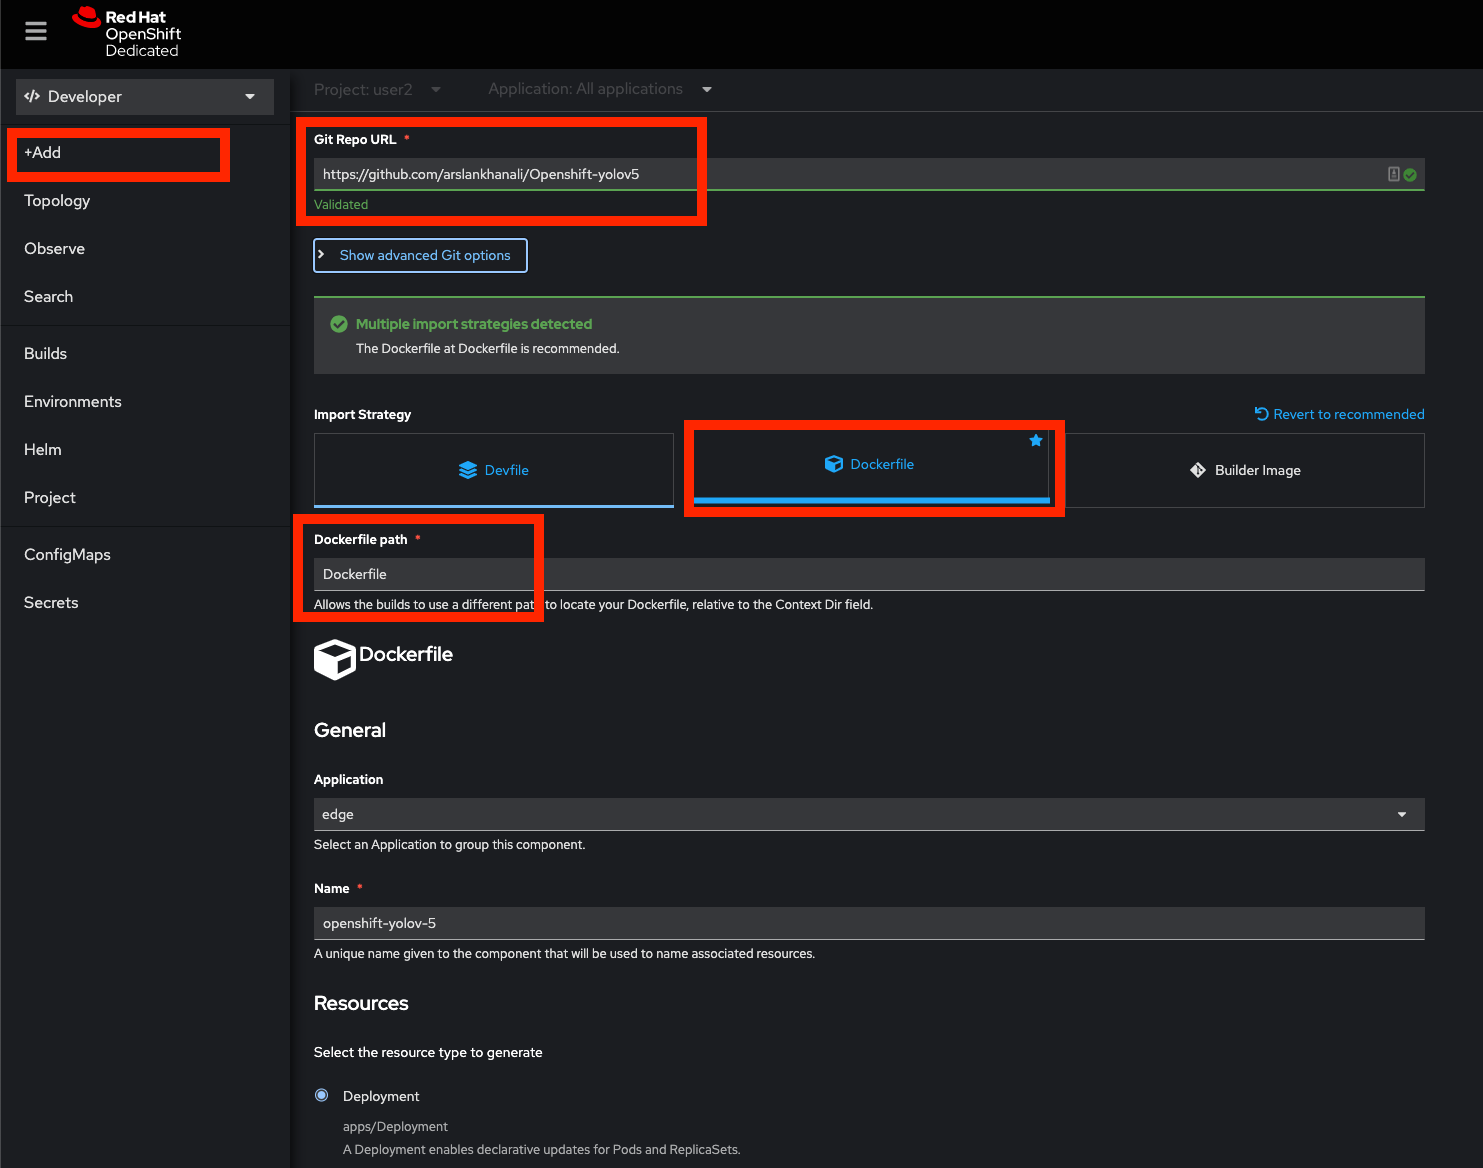 Red Hat
OpenShift
Dedicated
Developer
+Add
Topology
Observe
Search
Builds
Environments
Helm
Project
ConfigMaps
Secrets
Project: user2
Application: All applications
Git Repo URL *
https://github.com/arslankhanali/Openshift-yolov5
Validated
Show advanced Git options
Multiple import strategies detected
The Dockerfile at Dockerfile is recommended.
Import Strategy
Revert to recommended
Devfile
Dockerfile
Builder Image
Dockerfile path *
Dockerfile
Allows the builds to use a different path to locate your Dockerfile, relative to the Context Dir field.
Dockerfile
General
Application
edge
Select an Application to group this component.
Name *
openshift-yolov-5
A unique name given to the component that will be used to name associated resources.
Resources
Select the resource type to generate
Deployment
apps/Deployment
A Deployment enables declarative updates for Pods and ReplicaSets.